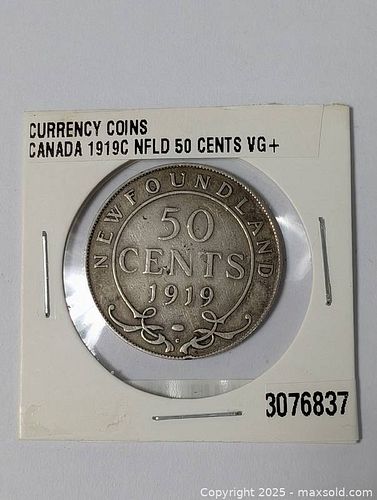 CURRENCY COINS
CANADA 1919C NFLD 50 CENTS VG+
NEWFOUNDLAND
50
CENTS
1919
C
3076837
Copyright © 2025 - maxsold.com